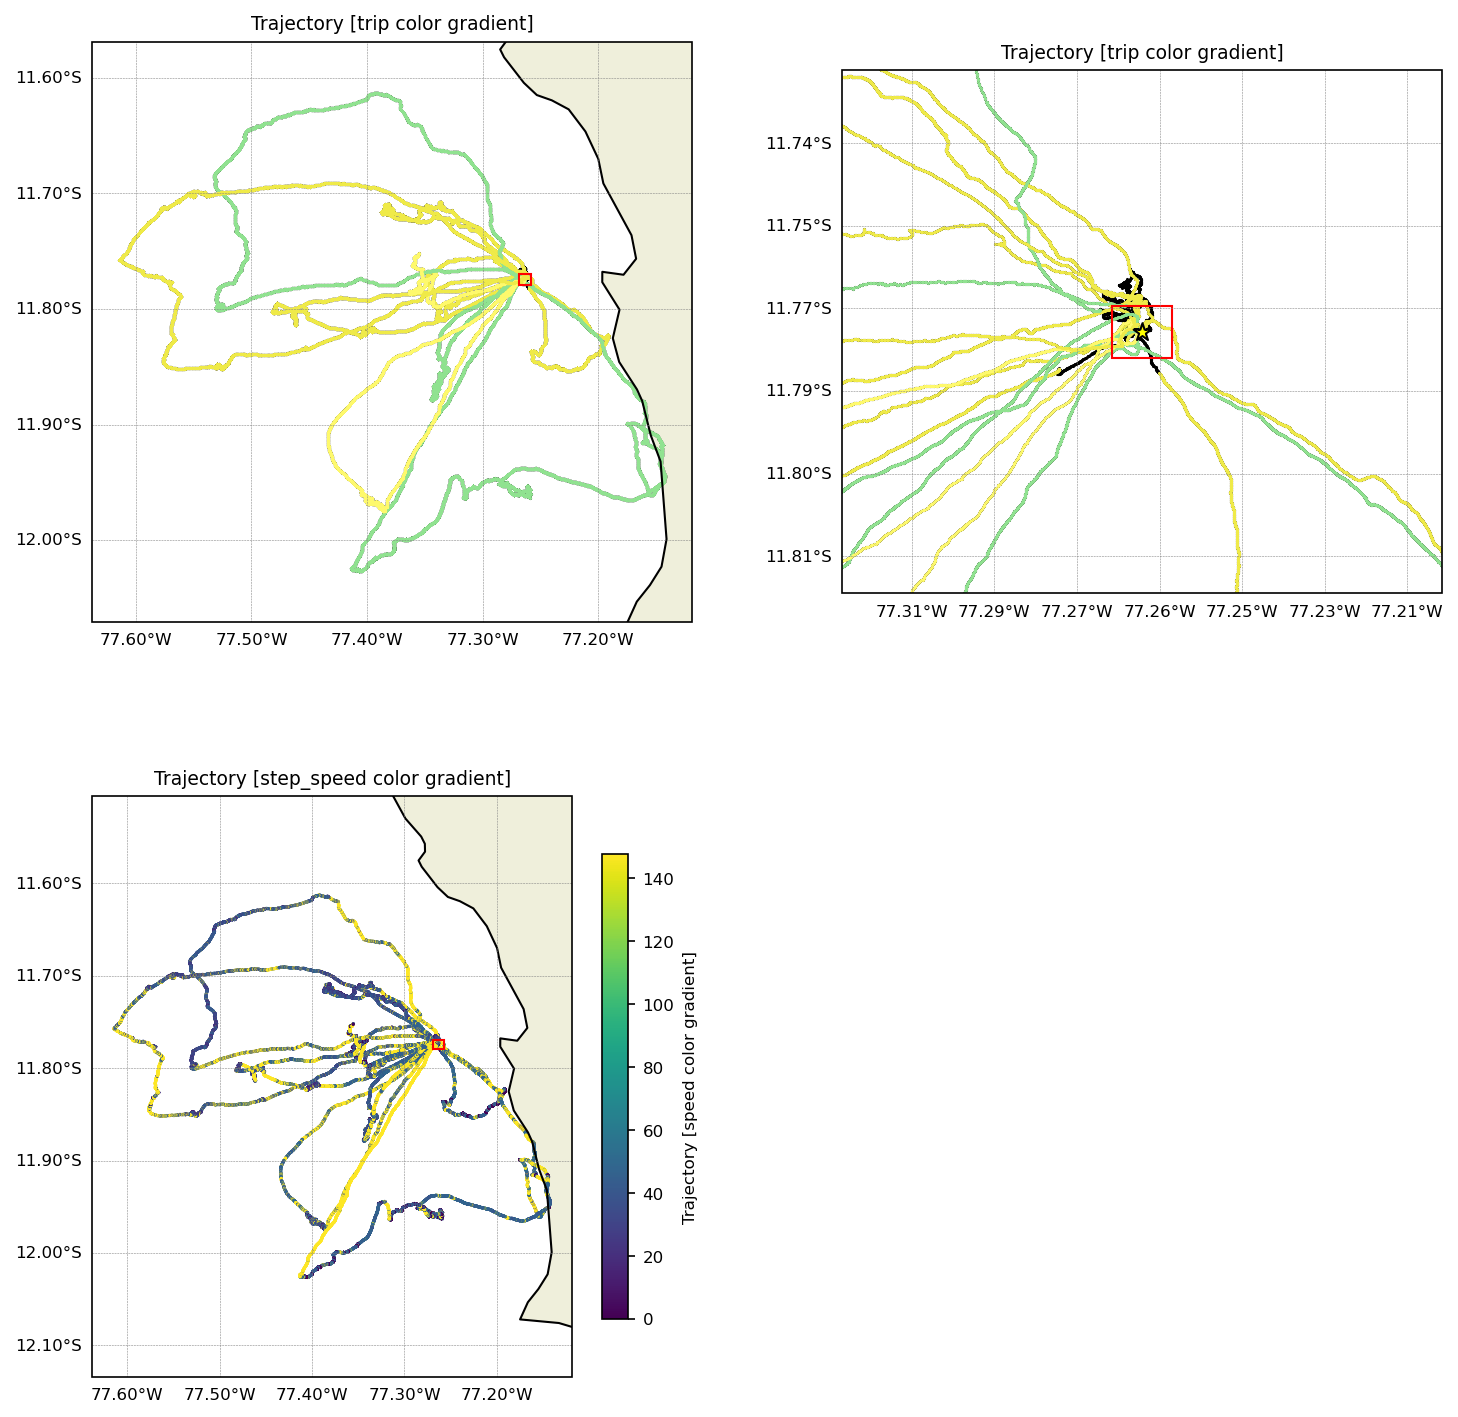 Trajectory [trip color gradient]
11.60°S
11.70°S
11.80°S
11.90°S
12.00°S
77.60°W 77.50°W 77.40°W 77.30°W 77.20°W
Trajectory [trip color gradient]
11.74°S
11.75°S
11.77°S
11.79°S
11.80°S
11.81°S
77.31°W 77.29°W 77.27°W 77.26°W 77.25°W 77.23°W 77.21°W
Trajectory [step_speed color gradient]
11.60°S
11.70°S
11.80°S
11.90°S
12.00°S
12.10°S
77.60°W 77.50°W 77.40°W 77.30°W 77.20°W
140
120
100
80
60
40
20
0
Trajectory [speed color gradient]